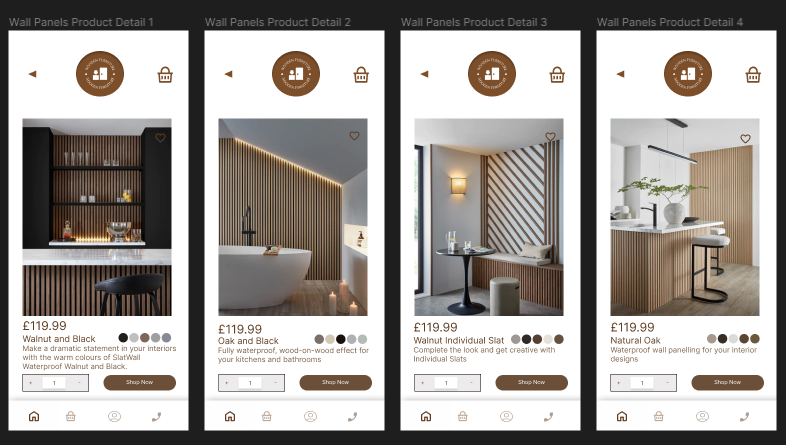 Wall Panels Product Detail 1
Wall Panels Product Detail 2
Wall Panels Product Detail 3
Wall Panels Product Detail 4
£119.99
Walnut and Black
Make a dramatic statement in your interiors
with the warm colours of SlatWall
Waterproof Walnut and Black.
+ 1 -
Shop Now
£119.99
Oak and Black
Fully waterproof, wood-on-wood effect for
your kitchens and bathrooms
+ 1 -
Shop Now
£119.99
Walnut Individual Slat
Complete the look and get creative with
Individual Slats
+ 1 -
Shop Now
£119.99
Natural Oak
Waterproof wall panelling for your interior
designs
+ 1 -
Shop Now